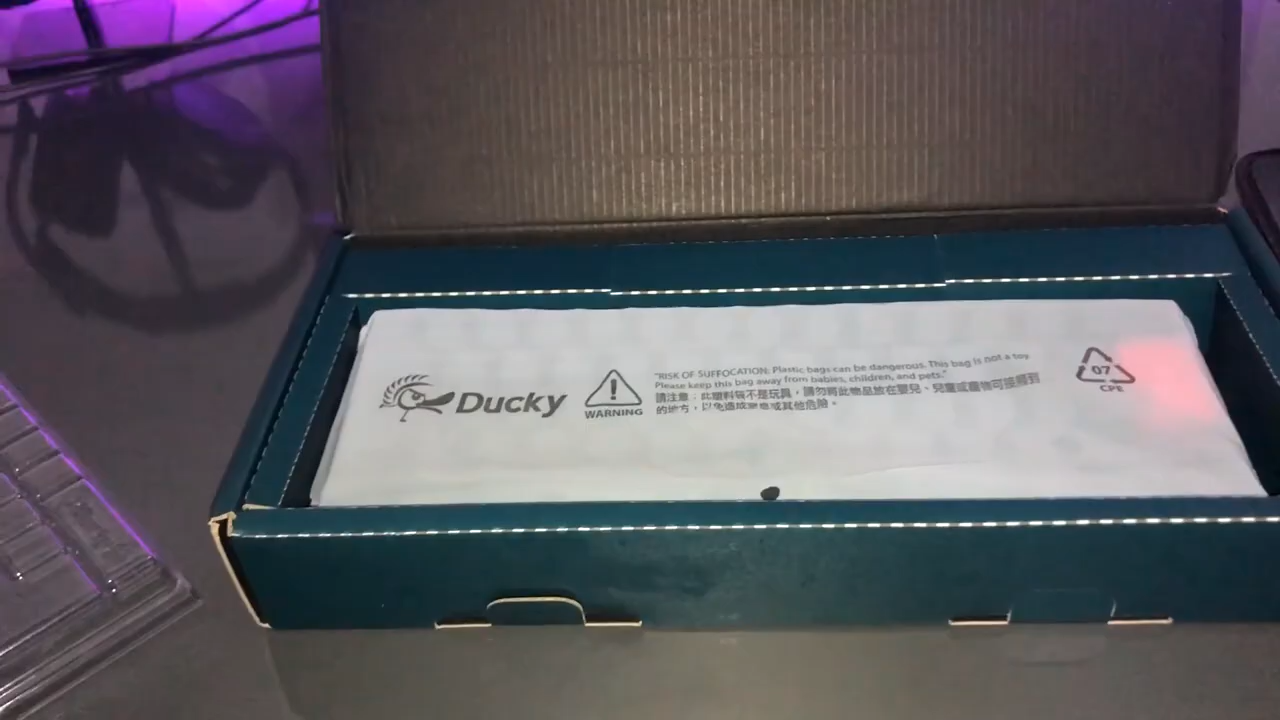 Ducky
WARNING
"RISK OF SUFFOCATION: Plastic bags can be dangerous. This bag is not a toy.
Please keep this bag away from babies, children, and pets."
請注意：此塑料袋不是玩具，請勿將此物品放在嬰兒、兒童或寵物可接觸到
的地方，以免造成窒息或其他危險。
07
CPE